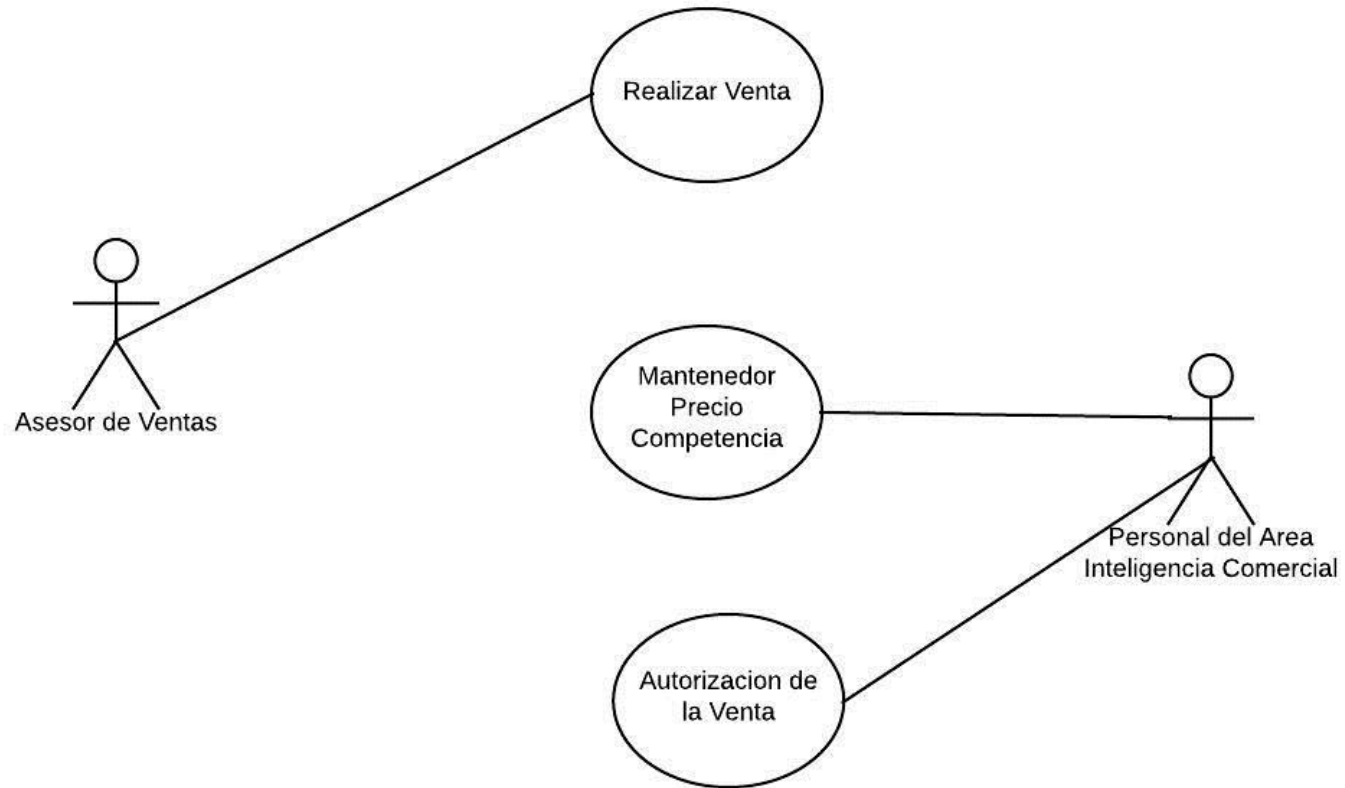 Realizar Venta
Asesor de Ventas
Mantenedor
Precio
Competencia
Personal del Area
Inteligencia Comercial
Autorizacion de
la Venta